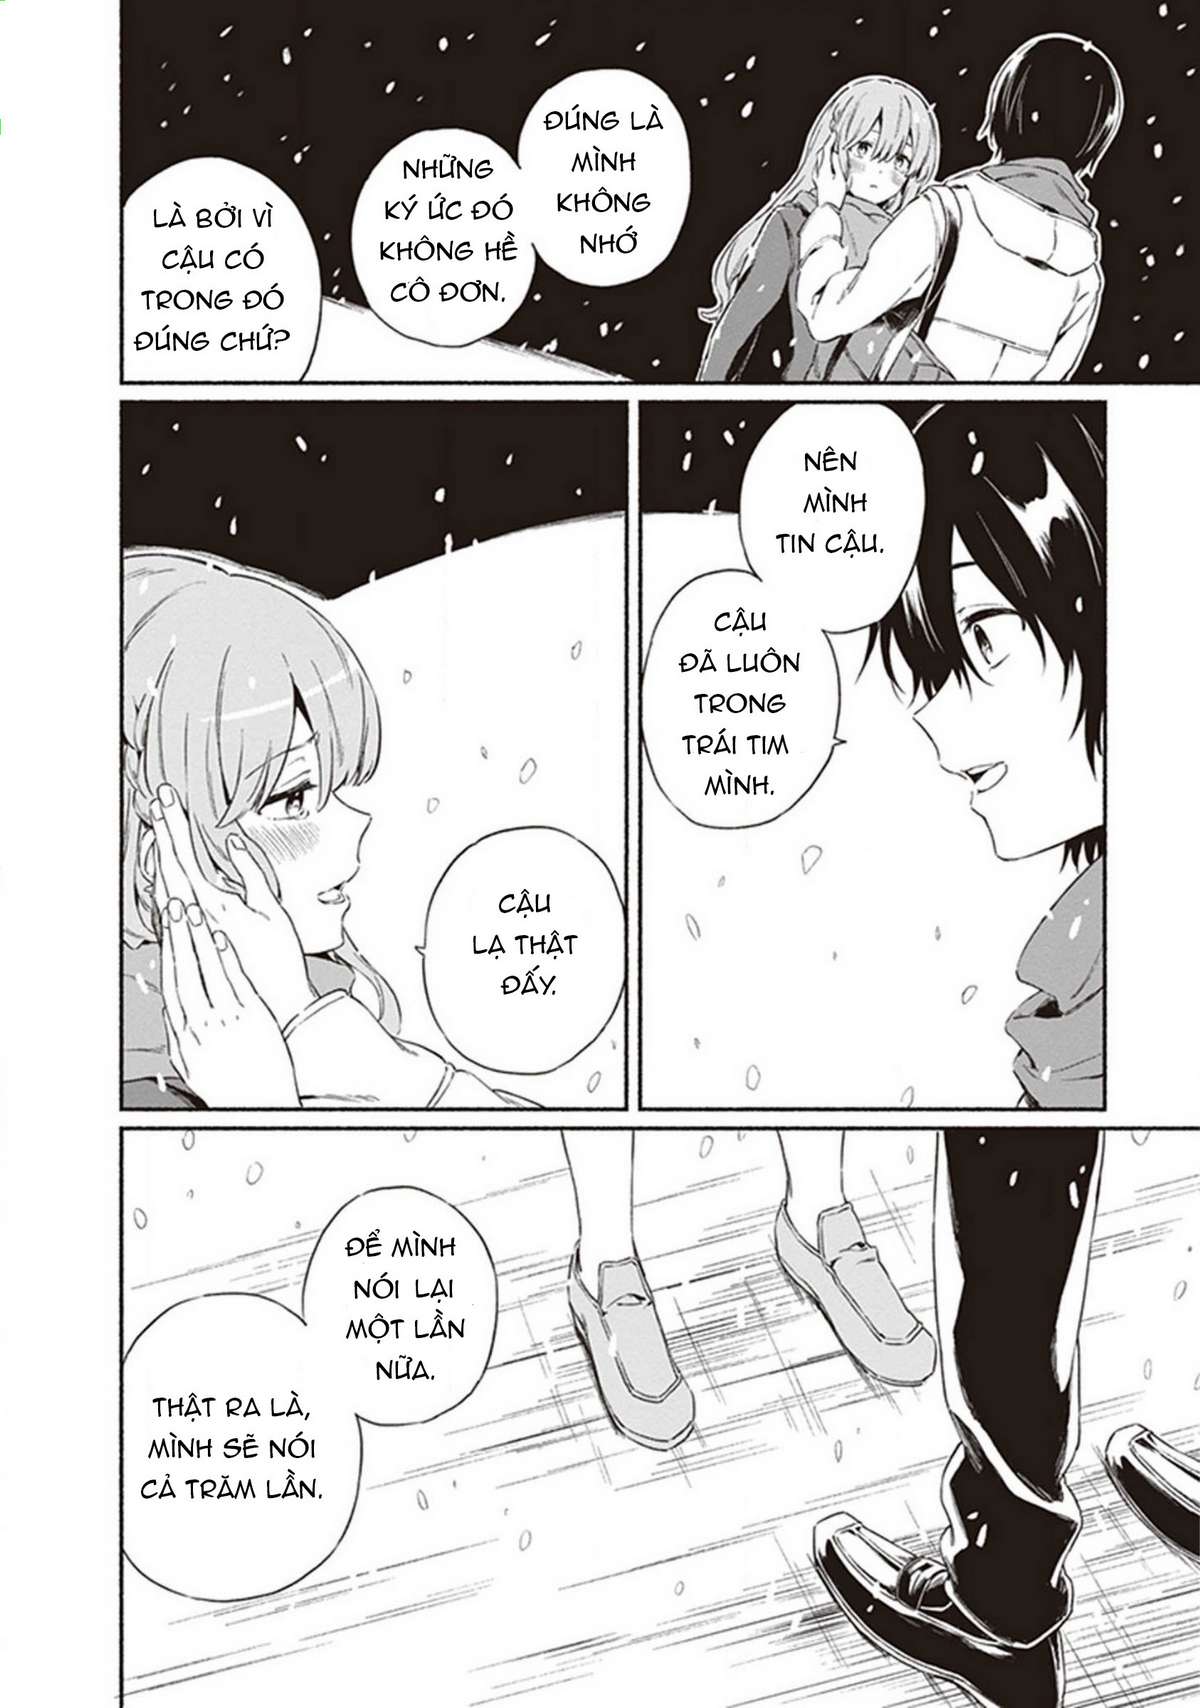 ĐÚNG LÀ
MÌNH
KHÔNG
NHỚ
NHỮNG
KÝ ỨC ĐÓ
KHÔNG HỀ
CÔ ĐƠN.
LÀ BỞI VÌ
CẬU CÓ
TRONG ĐÓ
ĐÚNG CHỨ?
NÊN
MÌNH
TIN CẬU.
CẬU
ĐÃ LUÔN
TRONG
TRÁI TIM
MÌNH.
CẬU
LẠ THẬT
ĐẤY.
ĐỂ MÌNH
NÓI LẠI
MỘT LẦN
NỮA.
THẬT RA LÀ,
MÌNH SẼ NÓI
CẢ TRĂM LẦN.